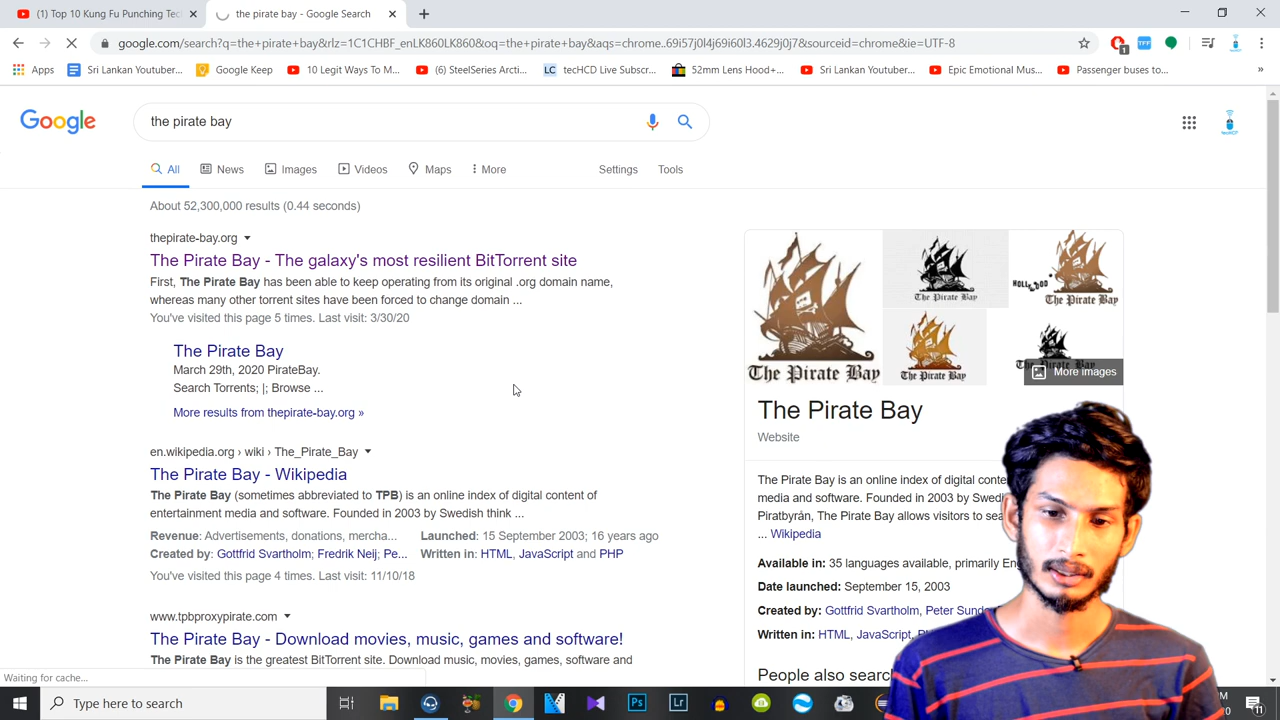 (1) Top 10 Kung Fu Punching Tec
the pirate bay - Google Search
google.com/search?q=the+pirate+bay&rlz=1C1CHBF_enLK860LK860&oq=the+pirate+bay&aqs=chrome..69i57j0l4j69i60l3.4629j0j7&sourceid=chrome&ie=UTF-8
1
TFF
Apps
Sri Lankan Youtuber...
Google Keep
10 Legit Ways To M...
(6) SteelSeries Arcti...
LC
tecHCD Live Subscr...
52mm Lens Hood+...
Sri Lankan Youtuber...
Epic Emotional Mus...
Passenger buses to...
»
Google
the pirate bay
All
News
Images
Videos
Maps
More
Settings
Tools
About 52,300,000 results (0.44 seconds)
thepirate-bay.org
The Pirate Bay - The galaxy's most resilient BitTorrent site
First, The Pirate Bay has been able to keep operating from its original .org domain name,
whereas many other torrent sites have been forced to change domain ...
You've visited this page 5 times. Last visit: 3/30/20
The Pirate Bay
March 29th, 2020 PirateBay.
Search Torrents; |; Browse ...
More results from thepirate-bay.org »
en.wikipedia.org › wiki › The_Pirate_Bay
The Pirate Bay - Wikipedia
The Pirate Bay (sometimes abbreviated to TPB) is an online index of digital content of
entertainment media and software. Founded in 2003 by Swedish think ...
Revenue: Advertisements, donations, mercha...
Launched: 15 September 2003; 16 years ago
Created by: Gottfrid Svartholm; Fredrik Neij; Pe...
Written in: HTML, JavaScript and PHP
You've visited this page 4 times. Last visit: 11/10/18
www.tpbproxypirate.com
The Pirate Bay - Download movies, music, games and software!
The Pirate Bay is the greatest BitTorrent site. Download music, movies, games, software and
The Pirate Bay
The Pirate Bay
The Pirate Bay
The Pirate Bay
More images
The Pirate Bay
Website
The Pirate Bay is an online index of digital conte
media and software. Founded in 2003 by Swedi
Piratbyrån, The Pirate Bay allows visitors to sea
... Wikipedia
Available in: 35 languages available, primarily En
Date launched: September 15, 2003
Created by: Gottfrid Svartholm, Peter Sund
Written in: HTML, JavaScript, P
People also searc
Waiting for cache...
Type here to search
Ps
Lr
11